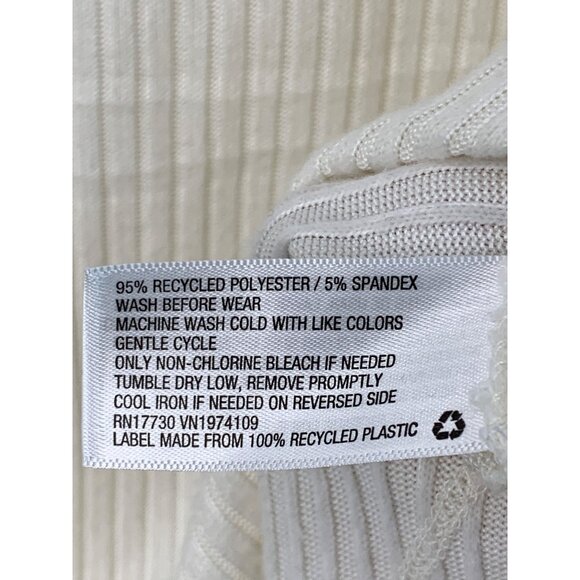 95% RECYCLED POLYESTER / 5% SPANDEX
WASH BEFORE WEAR
MACHINE WASH COLD WITH LIKE COLORS
GENTLE CYCLE
ONLY NON-CHLORINE BLEACH IF NEEDED
TUMBLE DRY LOW, REMOVE PROMPTLY
COOL IRON IF NEEDED ON REVERSED SIDE
RN17730 VN1974109
LABEL MADE FROM 100% RECYCLED PLASTIC